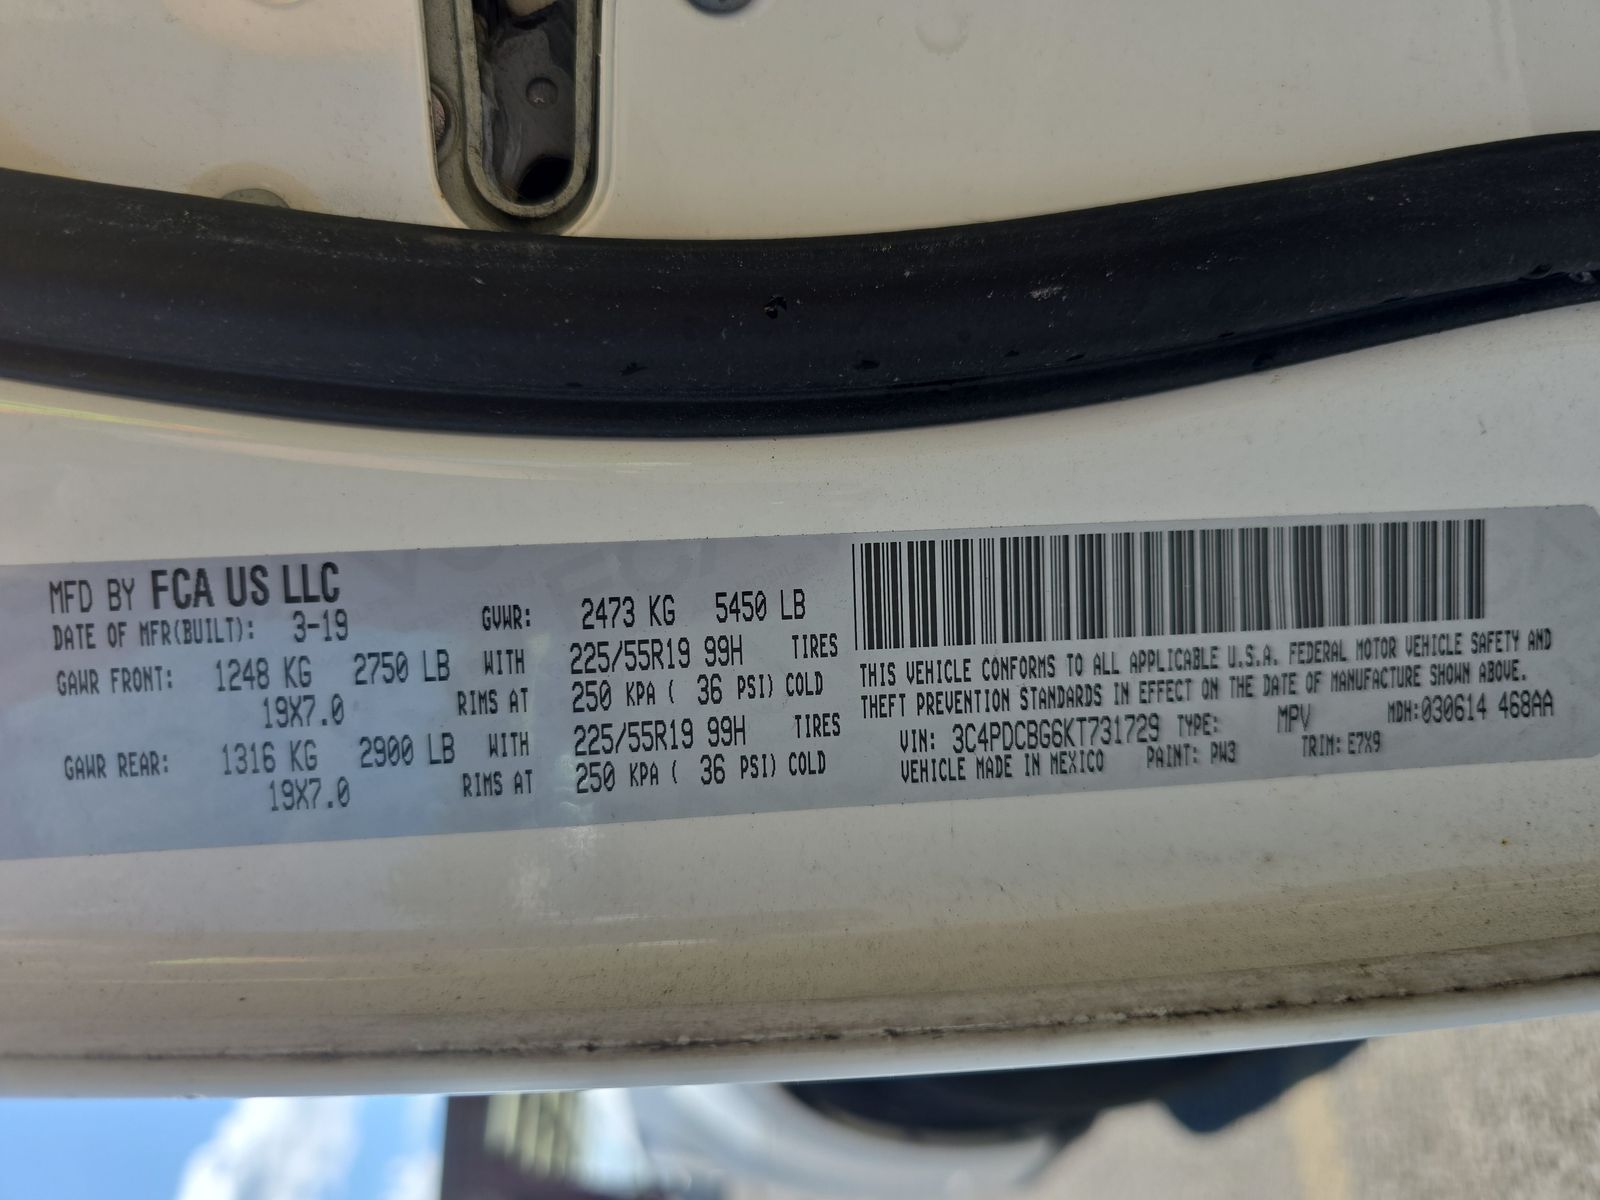 MFD BY FCA US LLC
DATE OF MFR(BUILT): 3-19 GVWR: 2473 KG 5450 LB
GAWR FRONT: 1248 KG 2750 LB WITH 225/55R19 99H TIRES
19X7.0 RIMS AT 250 KPA ( 36 PSI) COLD
GAWR REAR: 1316 KG 2900 LB WITH 225/55R19 99H TIRES
19X7.0 RIMS AT 250 KPA ( 36 PSI) COLD
THIS VEHICLE CONFORMS TO ALL APPLICABLE U.S.A. FEDERAL MOTOR VEHICLE SAFETY AND
THEFT PREVENTION STANDARDS IN EFFECT ON THE DATE OF MANUFACTURE SHOWN ABOVE.
VIN: 3C4PDCBG6KT731729 TYPE: MPV MDH:030614 468AA
VEHICLE MADE IN MEXICO PAINT: PW3 TRIM: E7X9